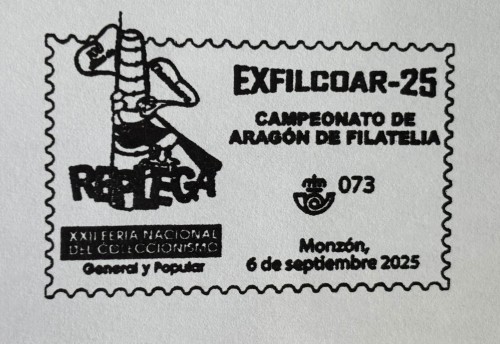 REPLEGA
XXII FERIA NACIONAL
DEL COLECCIONISMO
General y Popular
EXFILCOAR-25
CAMPEONATO DE
ARAGÓN DE FILATELIA
073
Monzón,
6 de septiembre 2025